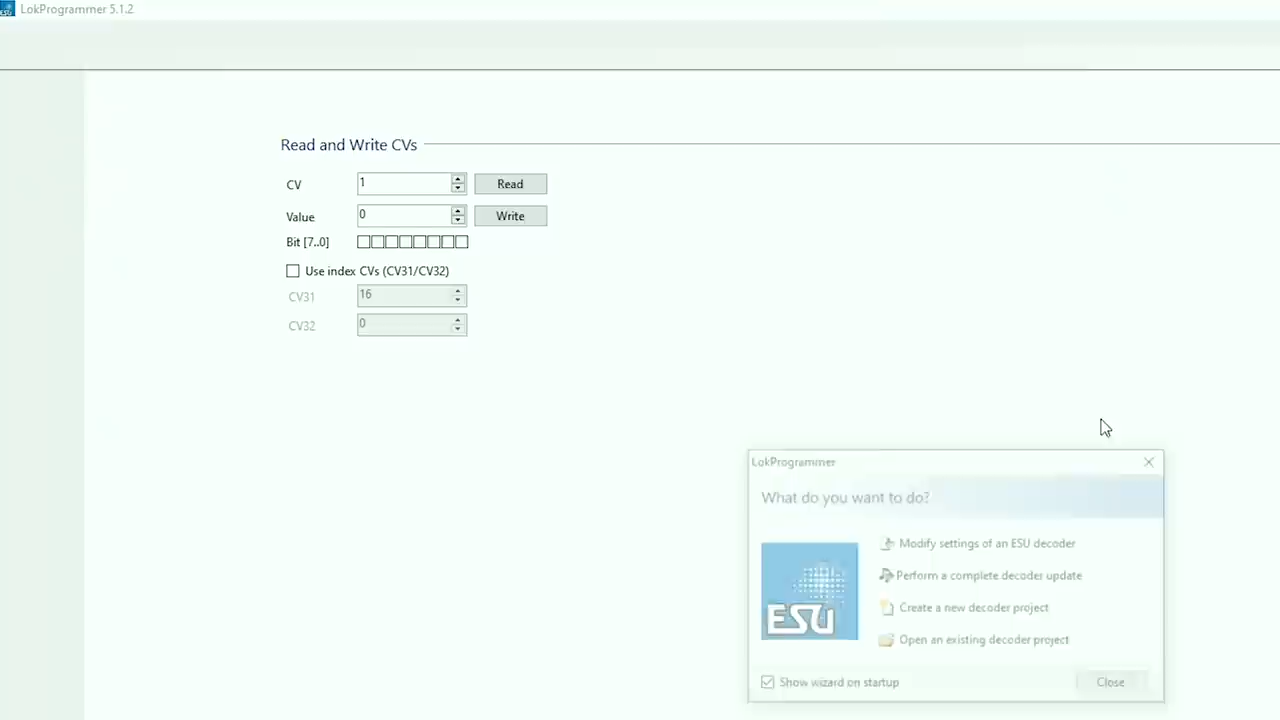 LokProgrammer 5.1.2
Read and Write CVs
CV 1 Read
Value 0 Write
Bit [7..0]
Use index CVs (CV31/CV32)
CV31 16
CV32 0
LokProgrammer
What do you want to do?
Modify settings of an ESU decoder
Perform a complete decoder update
Create a new decoder project
Open an existing decoder project
ESU
Show wizard on startup Close